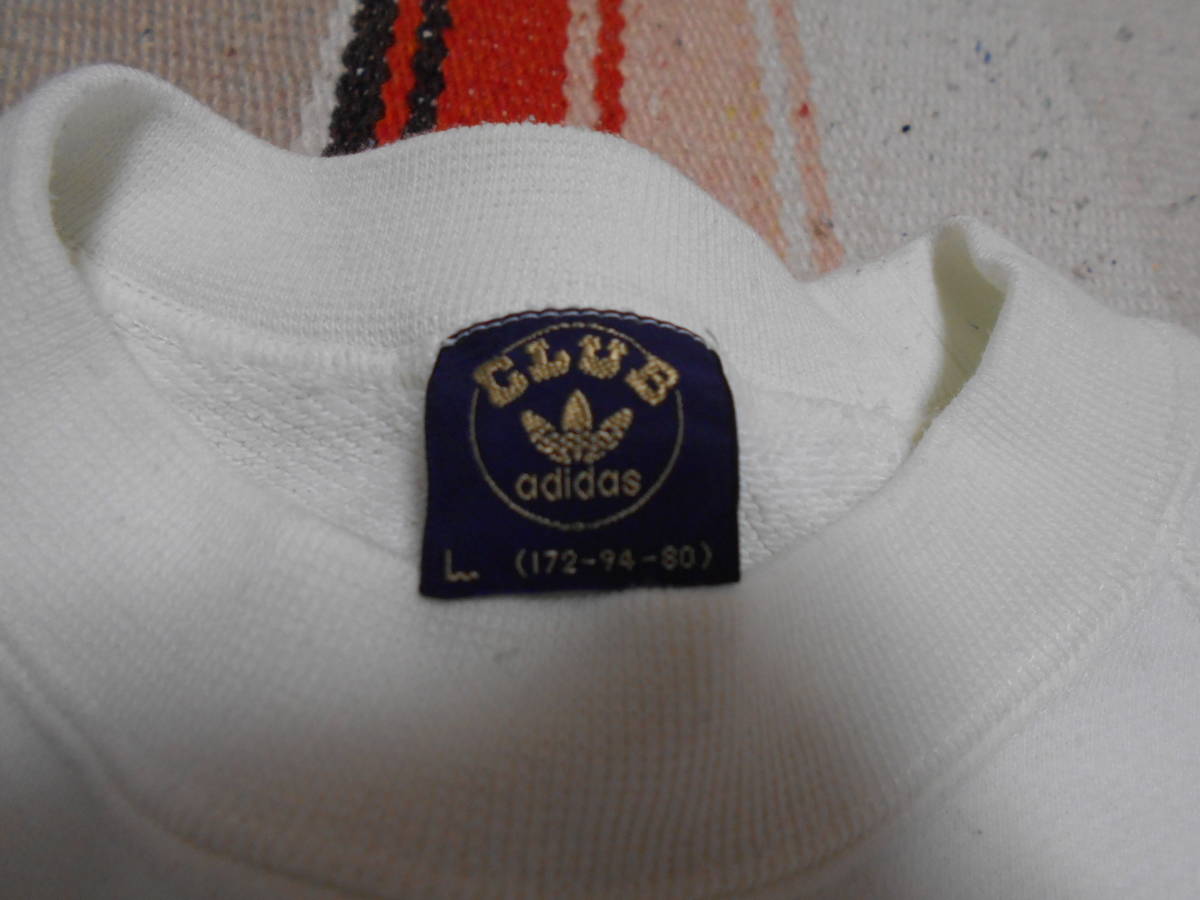 CLUB
adidas
L (172-94-80)